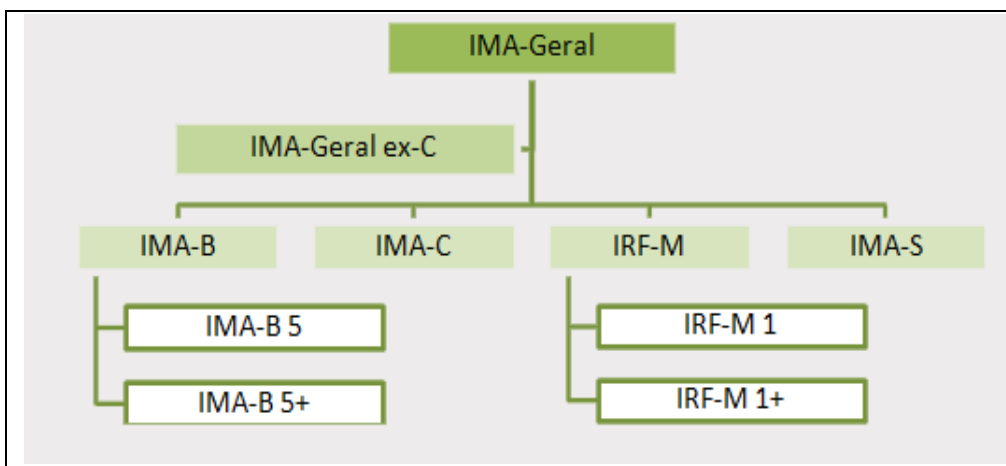 IMA-Geral
IMA-Geral ex-C
IMA-B
IMA-C
IRF-M
IMA-S
IMA-B 5
IRF-M 1
IMA-B 5+
IRF-M 1+